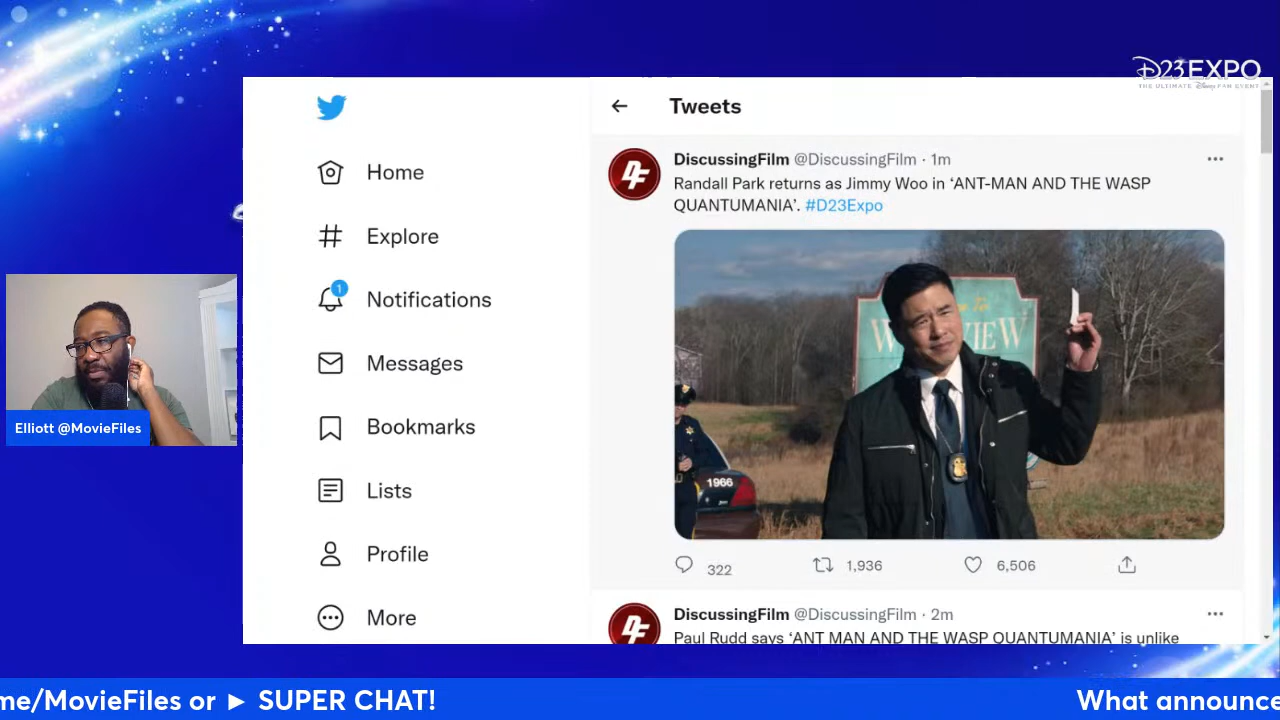 D23 EXPO
THE ULTIMATE Disney FAN EVENT
Tweets
Home
Explore
1
Notifications
Messages
Bookmarks
Lists
Profile
More
DiscussingFilm @DiscussingFilm · 1m
Randall Park returns as Jimmy Woo in ‘ANT-MAN AND THE WASP
QUANTUMANIA’. #D23Expo
DF
1966
322
1,936
6,506
DiscussingFilm @DiscussingFilm · 2m
Paul Rudd says ‘ANT MAN AND THE WASP QUANTUMANIA’ is unlike
DF
Elliott @MovieFiles
me/MovieFiles or ► SUPER CHAT!
What announce